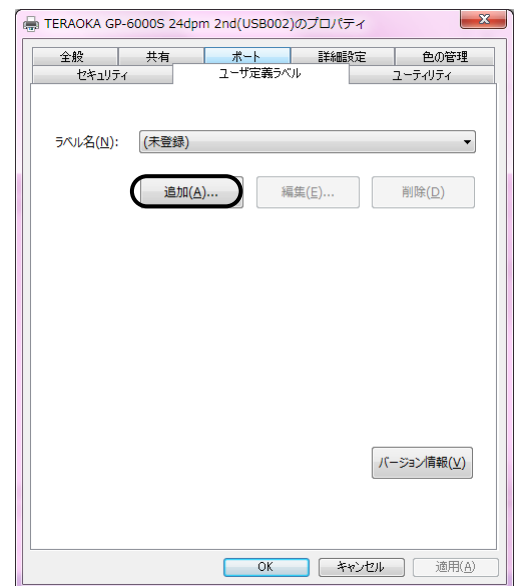 TERAOKA GP-6000S 24dpm 2nd(USB002)のプロパティ
全般 共有 ポート 詳細設定 色の管理
セキュリティ ユーザ定義ラベル ユーティリティ
ラベル名(N): (未登録)
追加(A)... 編集(E)... 削除(D)
バージョン情報(V)
OK キャンセル 適用(A)